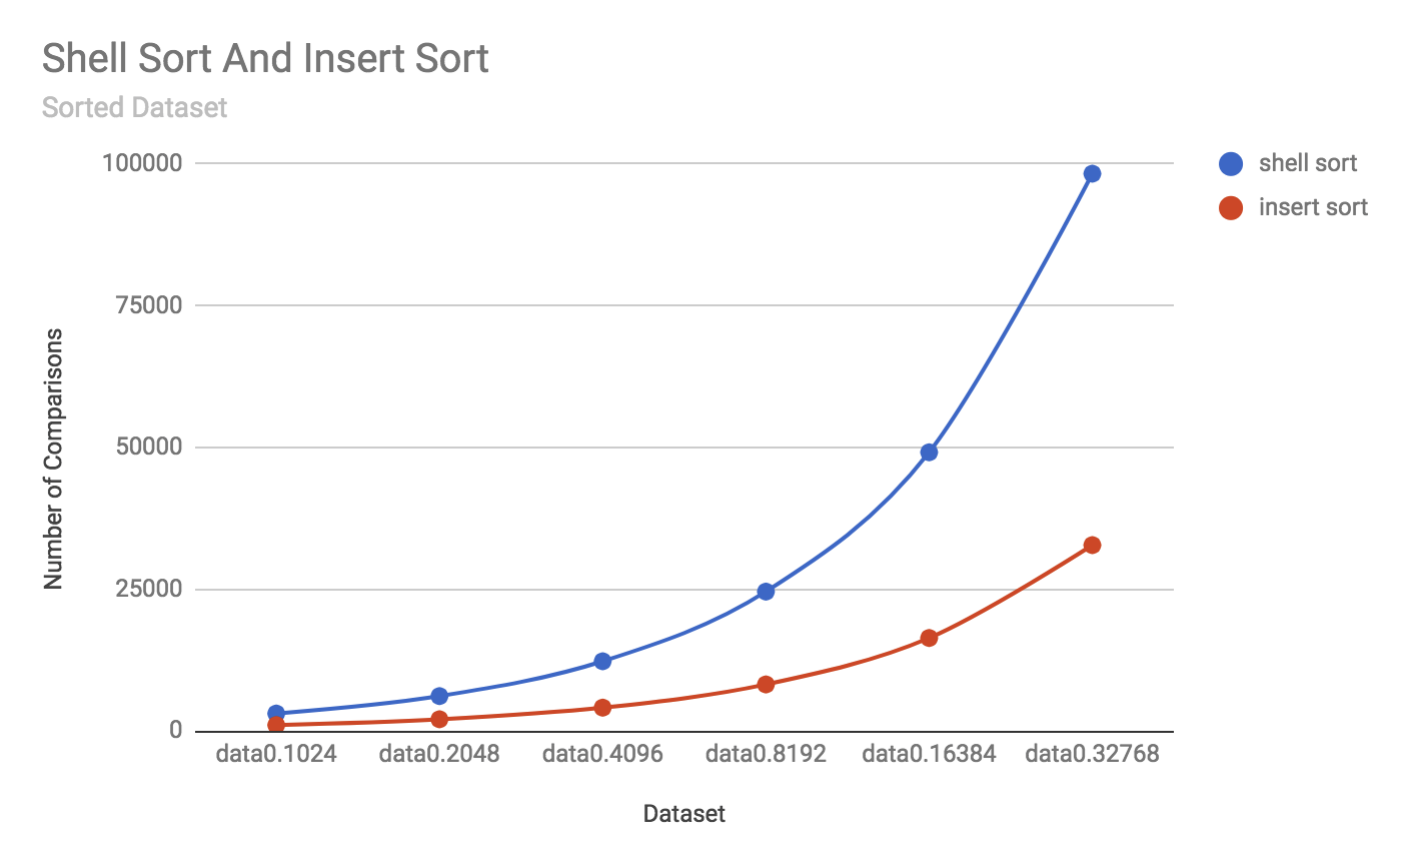 Shell Sort And Insert Sort
Sorted Dataset
100000
75000
50000
25000
0
Number of Comparisons
data0.1024 data0.2048 data0.4096 data0.8192 data0.16384 data0.32768
Dataset
shell sort
insert sort